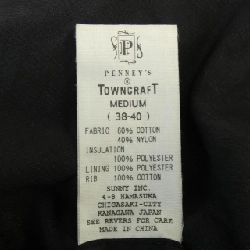 P
PENNEY'S
®
TOWNCRAFT
MEDIUM
(38-40)
FABRIC 60% COTTON
40% NYLON
INSULATION
100% POLYESTER
LINING 100% POLYESTER
RIB 100% COTTON
SUNNY INC.
4-8 HAMASUKA
CHIGASAKI-CITY
KANAGAWA JAPAN
SEE REVERS FOR CARE
MADE IN CHINA